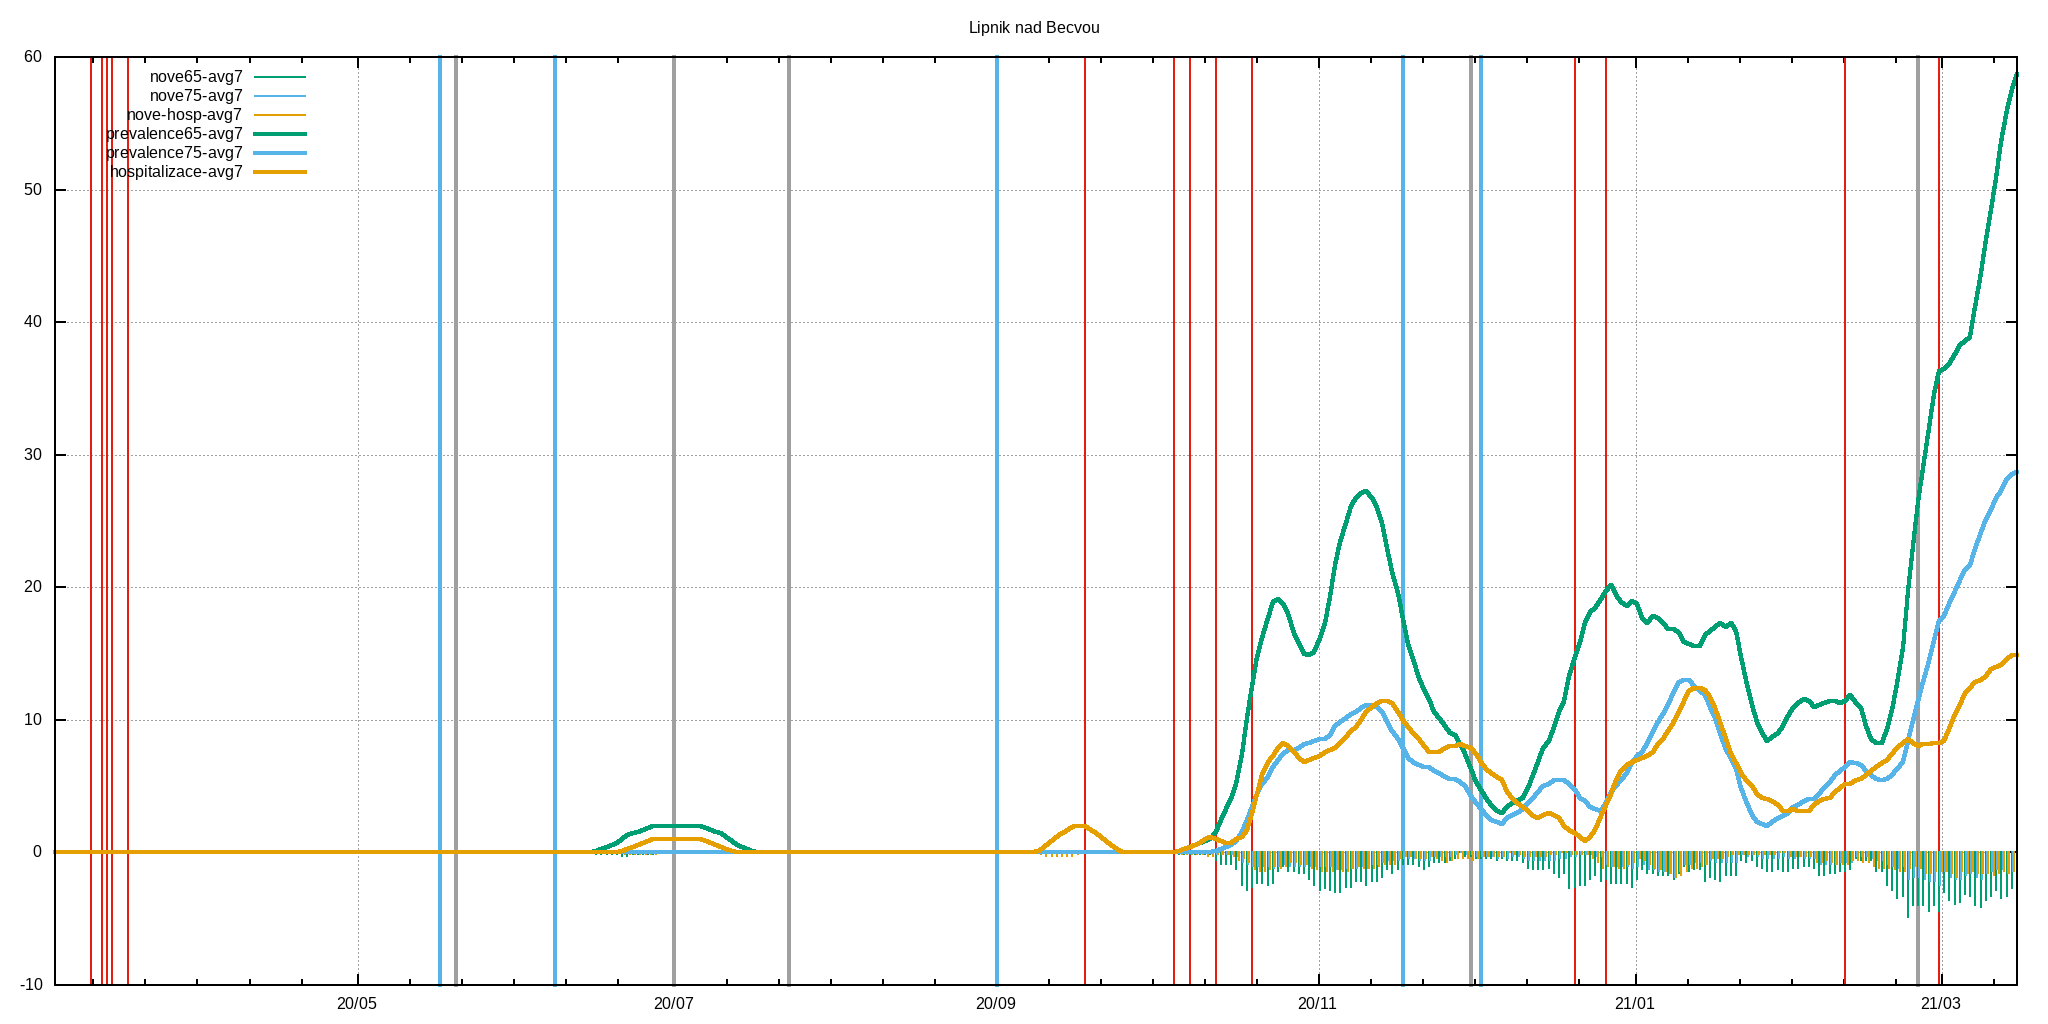 Lipnik nad Becvou
60
50
40
30
20
10
0
-10
nove65-avg7
nove75-avg7
nove-hosp-avg7
prevalence65-avg7
prevalence75-avg7
hospitalizace-avg7
20/05 20/07 20/09 20/11 21/01 21/03